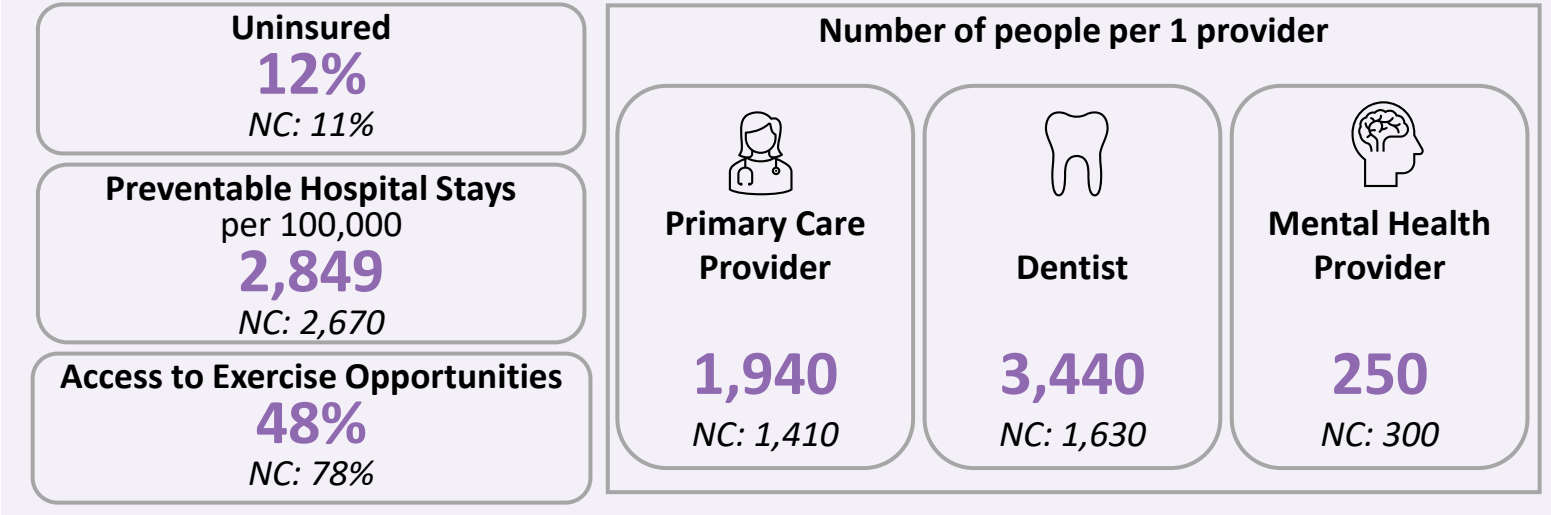 Uninsured
12%
NC: 11%
Preventable Hospital Stays
per 100,000
2,849
NC: 2,670
Access to Exercise Opportunities
48%
NC: 78%
Number of people per 1 provider
Primary Care
Provider
1,940
NC: 1,410
Dentist
3,440
NC: 1,630
Mental Health
Provider
250
NC: 300